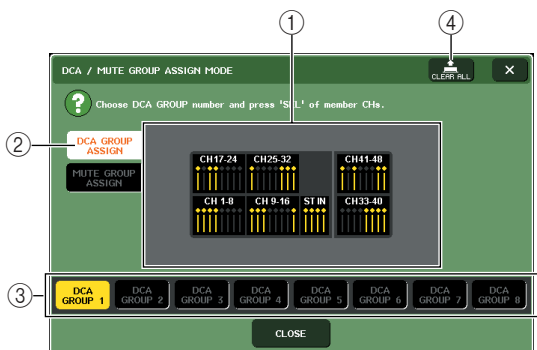 ① ④
DCA / MUTE GROUP ASSIGN MODE
CLEAR ALL
×
? Choose DCA GROUP number and press 'SEL' of member CHs.
②
DCA GROUP
ASSIGN
MUTE GROUP
ASSIGN
CH17-24 CH25-32 CH41-48
CH 1-8 CH 9-16 ST IN CH33-40
③
DCA GROUP 1
DCA GROUP 2
DCA GROUP 3
DCA GROUP 4
DCA GROUP 5
DCA GROUP 6
DCA GROUP 7
DCA GROUP 8
CLOSE